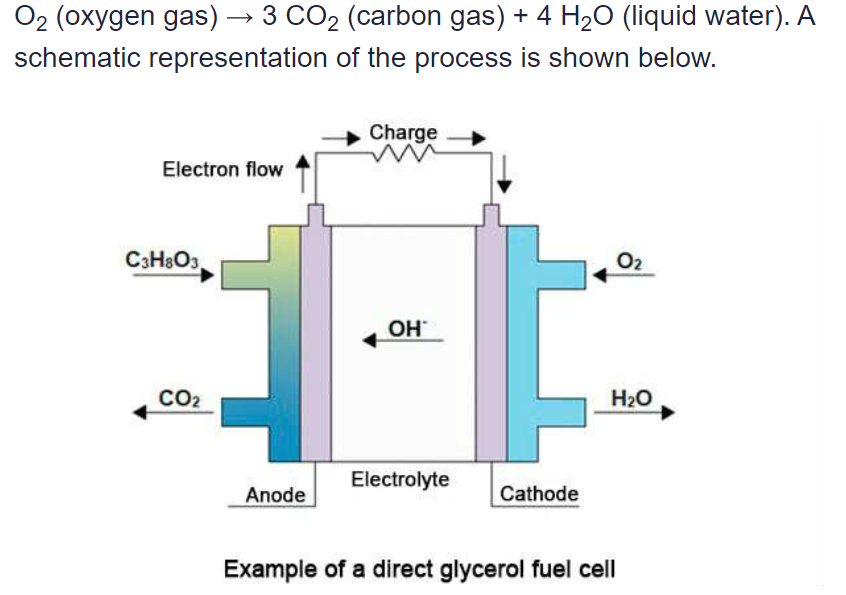 O₂ (oxygen gas) → 3 CO₂ (carbon gas) + 4 H₂O (liquid water). A
schematic representation of the process is shown below.
Charge
Electron flow
C₃H₈O₃
O₂
OH⁻
CO₂
H₂O
Electrolyte
Anode
Cathode
Example of a direct glycerol fuel cell